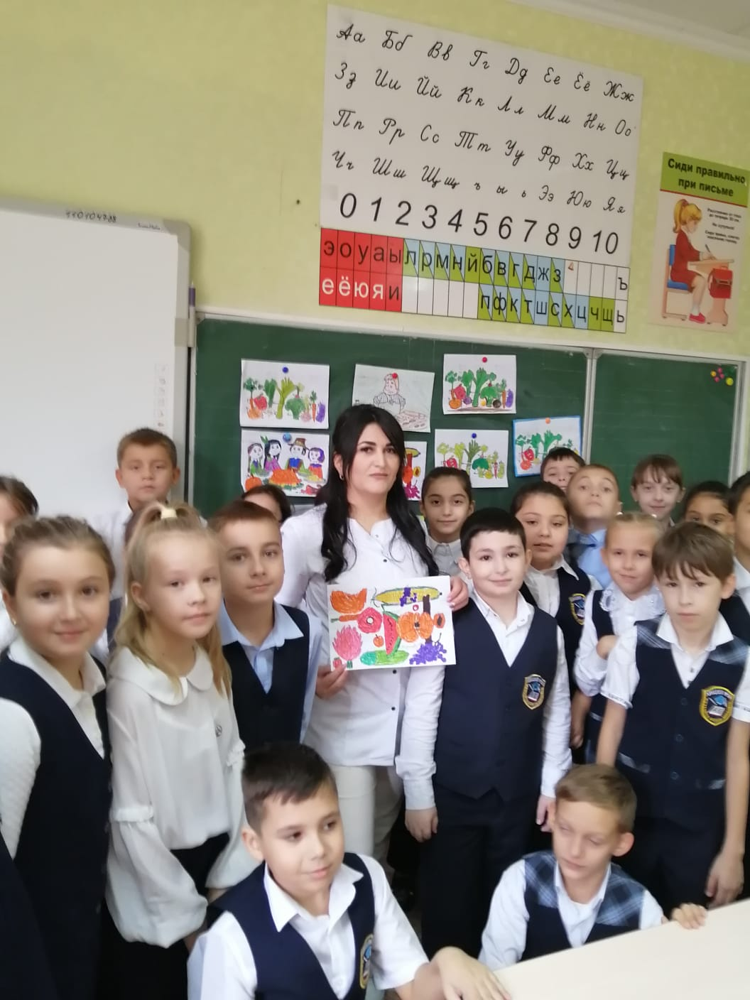 Аа Бб Вв Гг Дд Ее Ёё Жж
Зз Ии Йй Кк Лл Мм Нн Оо
Пп Рр Сс Тт Уу Фф Хх Цц
Чч Шш Щщ ъ ы ь Ээ Юю Яя
0 1 2 3 4 5 6 7 8 9 10
э о у а ы л р м н й б в г д ж з ъ
е ё ю я и п ф к т ш с х ц ч щ ь
Сиди правильно
при письме